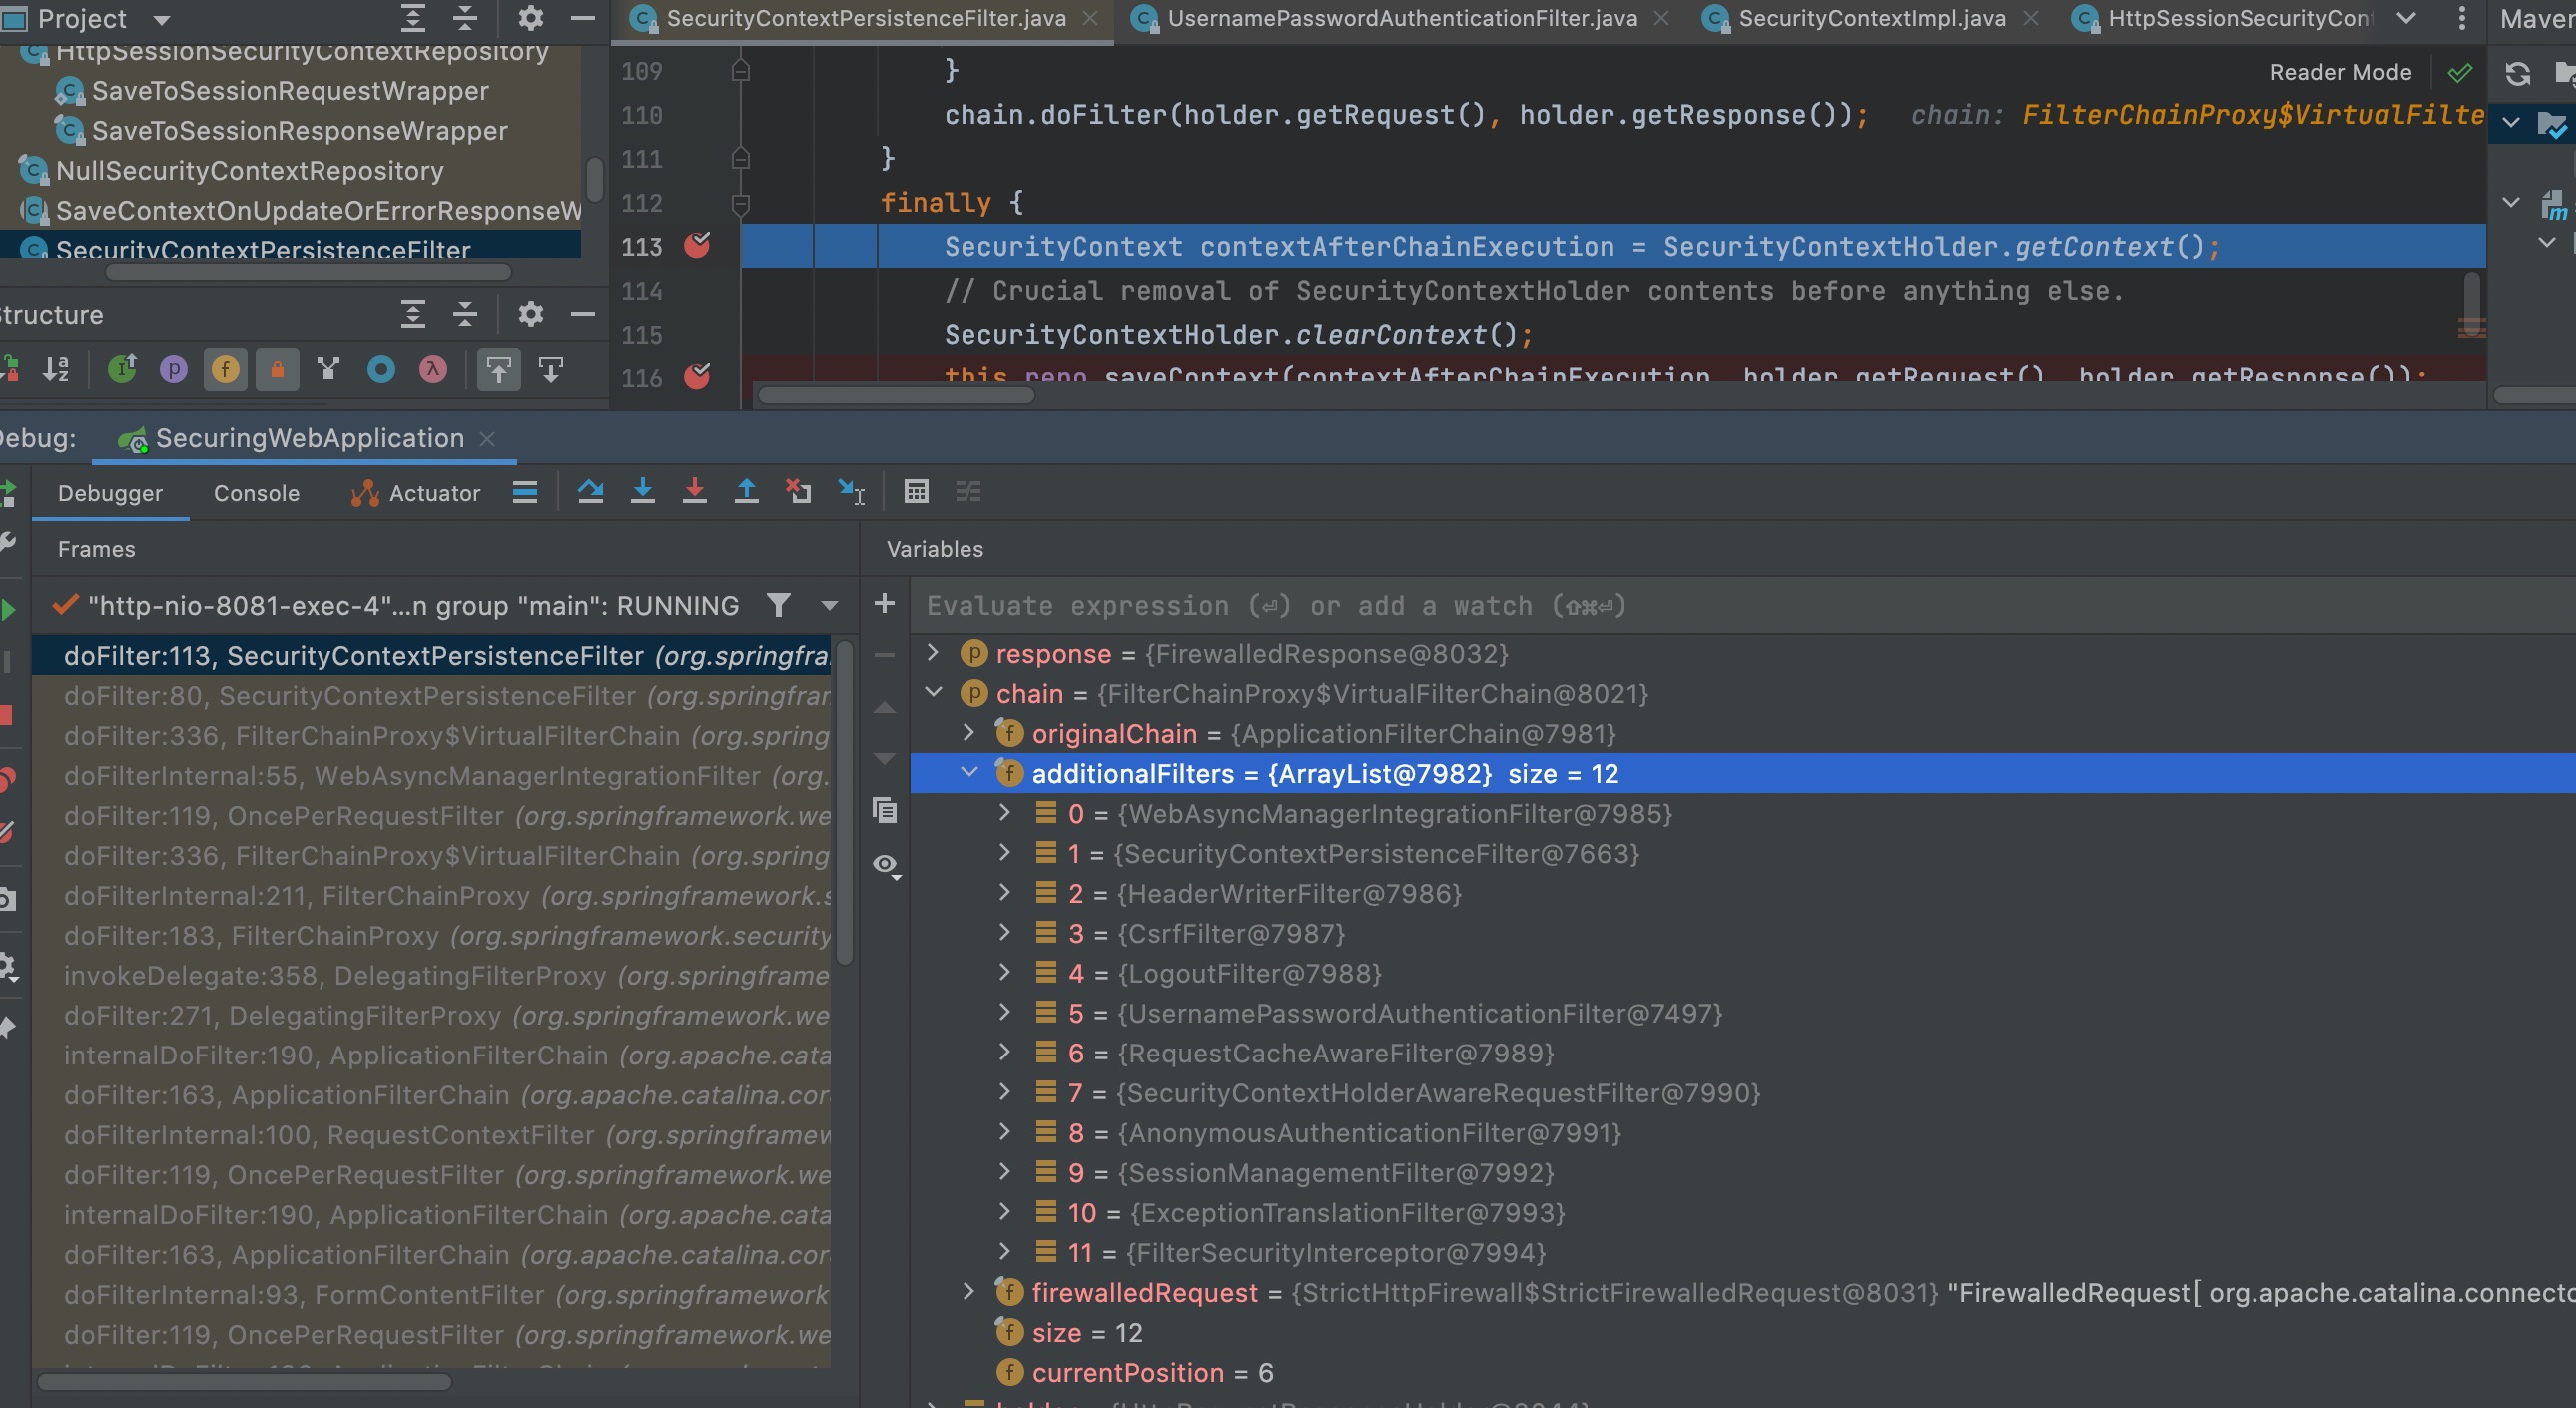 Project
HttpSessionSecurityContextRepository
SaveToSessionRequestWrapper
SaveToSessionResponseWrapper
NullSecurityContextRepository
SaveContextOnUpdateOrErrorResponseW
SecurityContextPersistenceFilter
Structure
SecurityContextPersistenceFilter.java
UsernamePasswordAuthenticationFilter.java
SecurityContextImpl.java
HttpSessionSecurityCon
Maven
Reader Mode
109 }
110 chain.doFilter(holder.getRequest(), holder.getResponse()); chain: FilterChainProxy$VirtualFilte
111 }
112 finally {
113 SecurityContext contextAfterChainExecution = SecurityContextHolder.getContext();
114 // Crucial removal of SecurityContextHolder contents before anything else.
115 SecurityContextHolder.clearContext();
116 this.repo.saveContext(contextAfterChainExecution, holder.getRequest(), holder.getResponse());
Debug: SecuringWebApplication
Debugger Console Actuator
Frames
"http-nio-8081-exec-4"...n group "main": RUNNING
doFilter:113, SecurityContextPersistenceFilter (org.springfra
doFilter:80, SecurityContextPersistenceFilter (org.springfran
doFilter:336, FilterChainProxy$VirtualFilterChain (org.spring
doFilterInternal:55, WebAsyncManagerIntegrationFilter (org.
doFilter:119, OncePerRequestFilter (org.springframework.we
doFilter:336, FilterChainProxy$VirtualFilterChain (org.spring
doFilterInternal:211, FilterChainProxy (org.springframework.s
doFilter:183, FilterChainProxy (org.springframework.security
invokeDelegate:358, DelegatingFilterProxy (org.springframe
doFilter:271, DelegatingFilterProxy (org.springframework.we
internalDoFilter:190, ApplicationFilterChain (org.apache.cata
doFilter:163, ApplicationFilterChain (org.apache.catalina.cor
doFilterInternal:100, RequestContextFilter (org.springframew
doFilter:119, OncePerRequestFilter (org.springframework.we
internalDoFilter:190, ApplicationFilterChain (org.apache.cata
doFilter:163, ApplicationFilterChain (org.apache.catalina.cor
doFilterInternal:93, FormContentFilter (org.springframework
doFilter:119, OncePerRequestFilter (org.springframework.we
Variables
Evaluate expression (⏎) or add a watch (⇧⌘⏎)
response = {FirewalledResponse@8032}
chain = {FilterChainProxy$VirtualFilterChain@8021}
originalChain = {ApplicationFilterChain@7981}
additionalFilters = {ArrayList@7982} size = 12
0 = {WebAsyncManagerIntegrationFilter@7985}
1 = {SecurityContextPersistenceFilter@7663}
2 = {HeaderWriterFilter@7986}
3 = {CsrfFilter@7987}
4 = {LogoutFilter@7988}
5 = {UsernamePasswordAuthenticationFilter@7497}
6 = {RequestCacheAwareFilter@7989}
7 = {SecurityContextHolderAwareRequestFilter@7990}
8 = {AnonymousAuthenticationFilter@7991}
9 = {SessionManagementFilter@7992}
10 = {ExceptionTranslationFilter@7993}
11 = {FilterSecurityInterceptor@7994}
firewalledRequest = {StrictHttpFirewall$StrictFirewalledRequest@8031} "FirewalledRequest[ org.apache.catalina.connecto
size = 12
currentPosition = 6